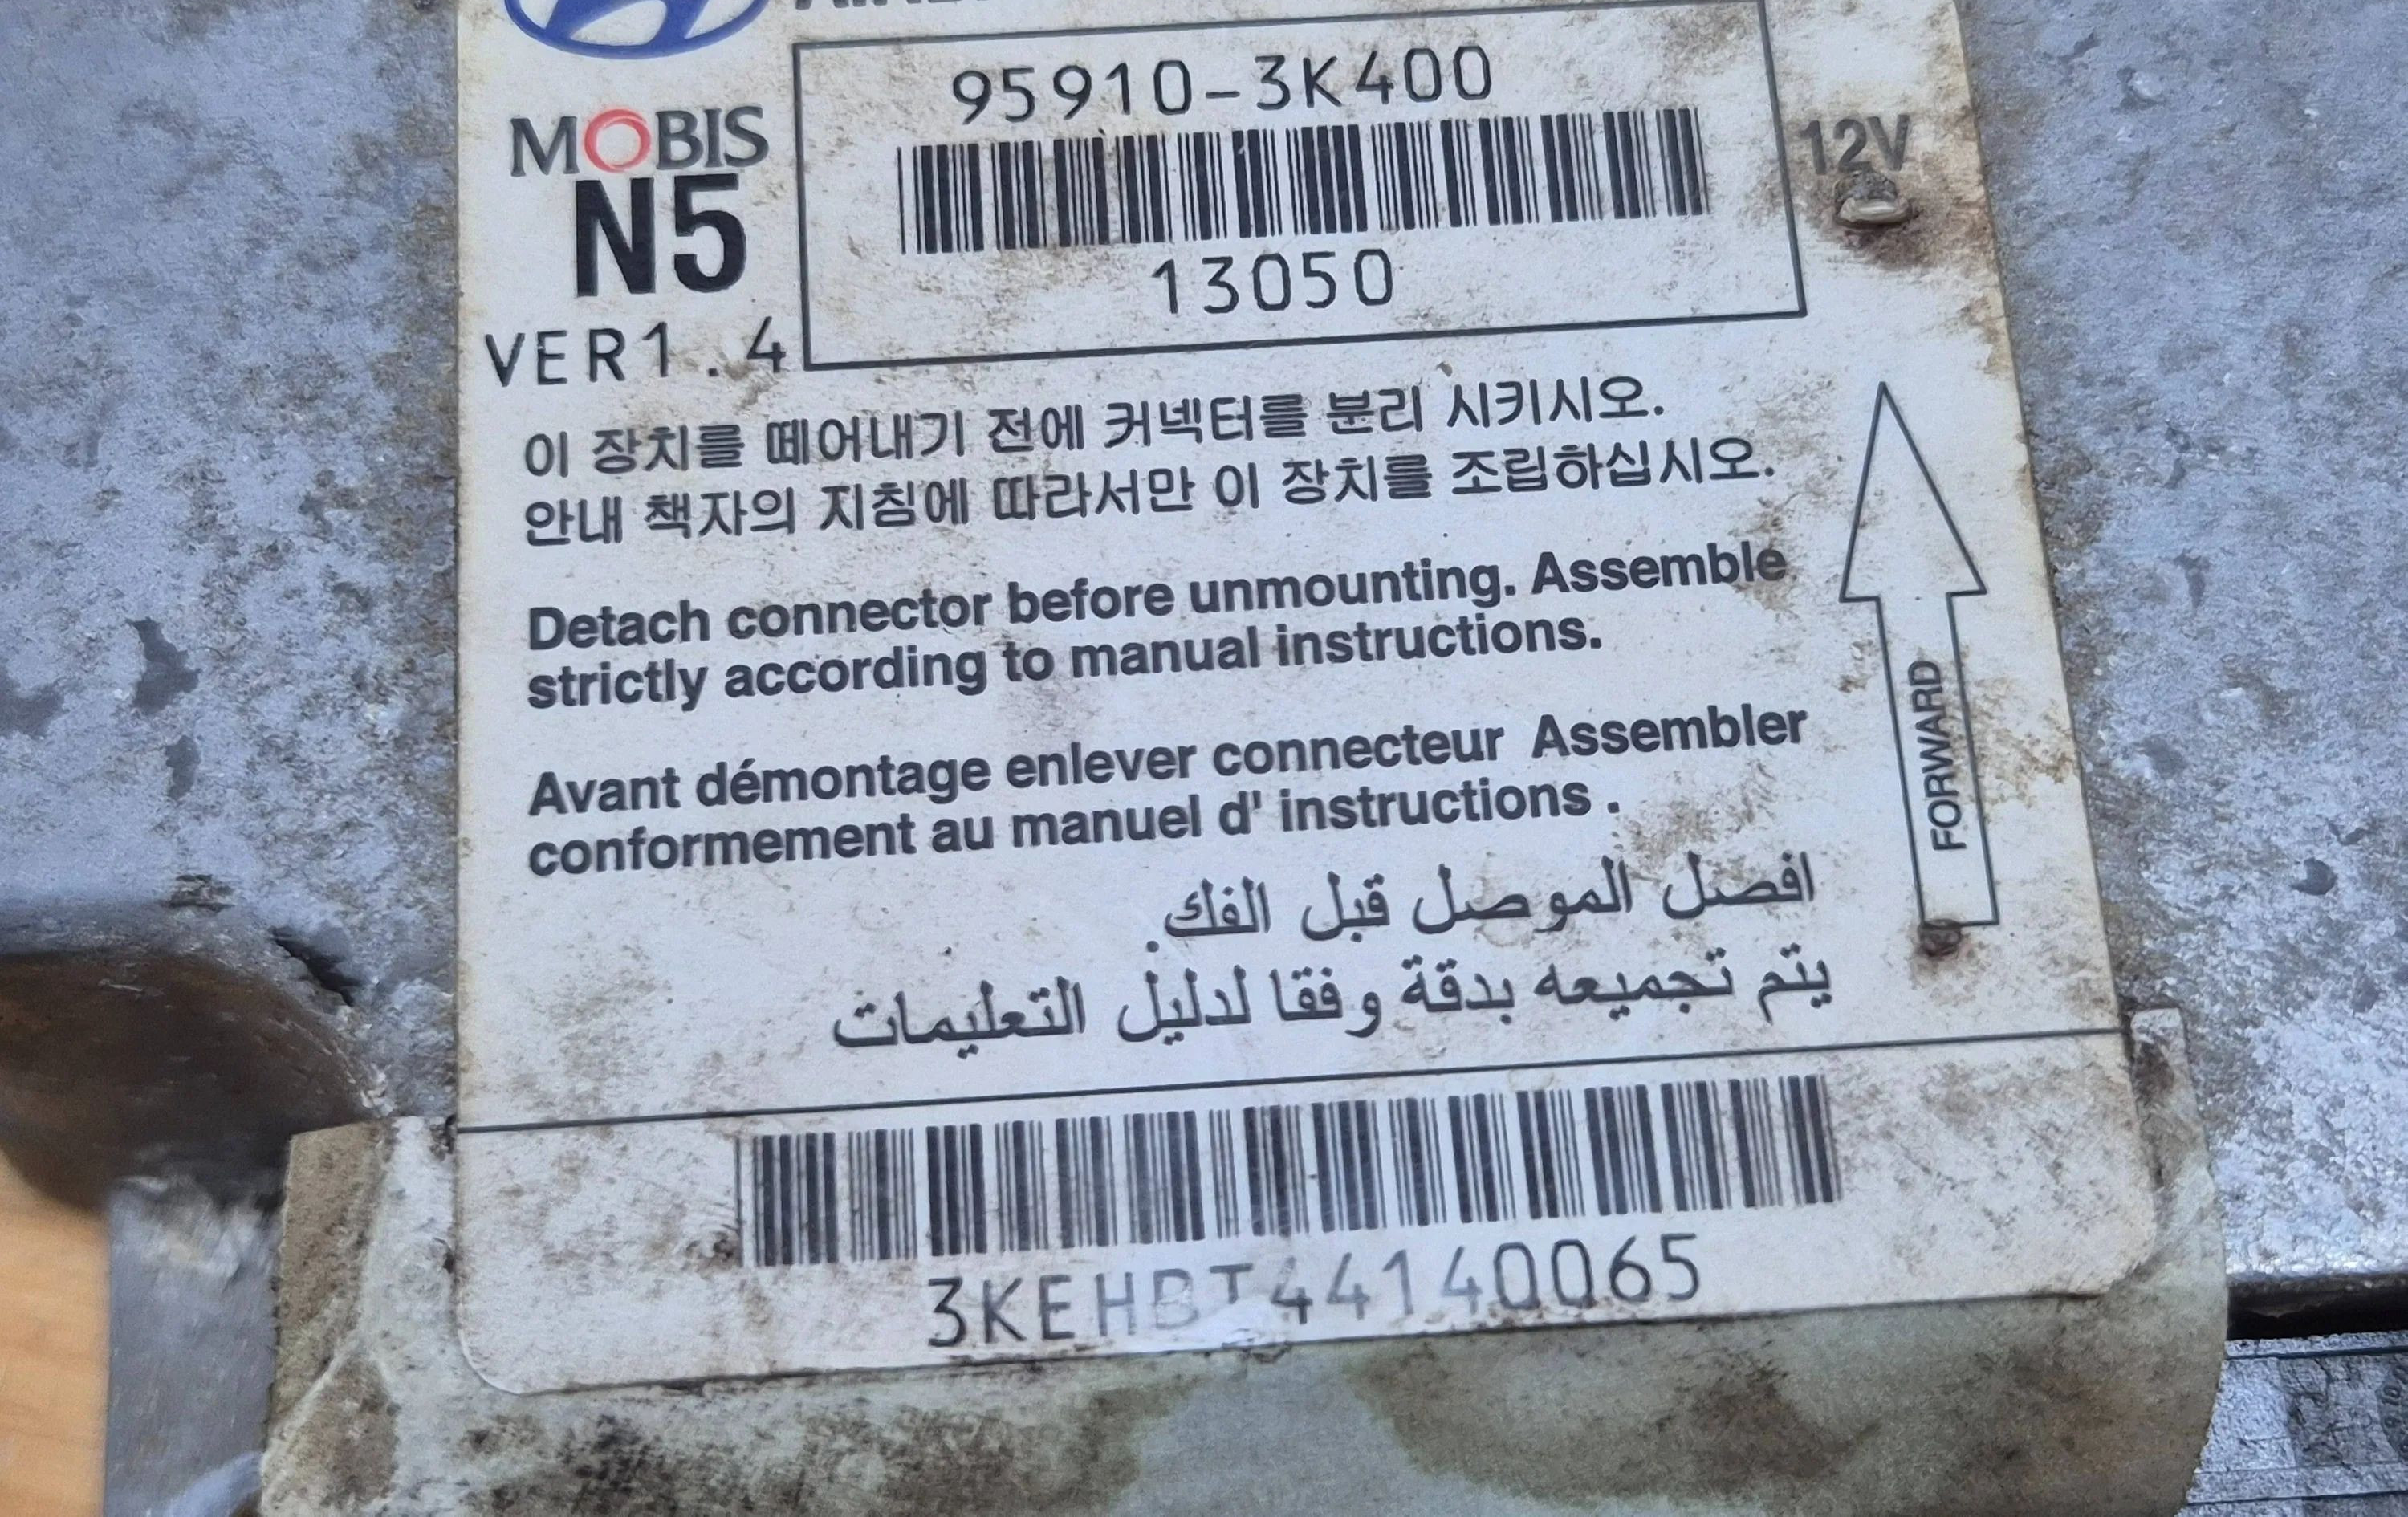 95910-3K400
MOBIS
N5
12V
13050
VER1.4
이 장치를 떼어내기 전에 커넥터를 분리 시키시오.
안내 책자의 지침에 따라서만 이 장치를 조립하십시오.
Detach connector before unmounting. Assemble
strictly according to manual instructions.
Avant démontage enlever connecteur Assembler
conformement au manuel d' instructions .
FORWARD
افصل الموصل قبل الفك.
يتم تجميعه بدقة وفقا لدليل التعليمات
3KEHBT44140065